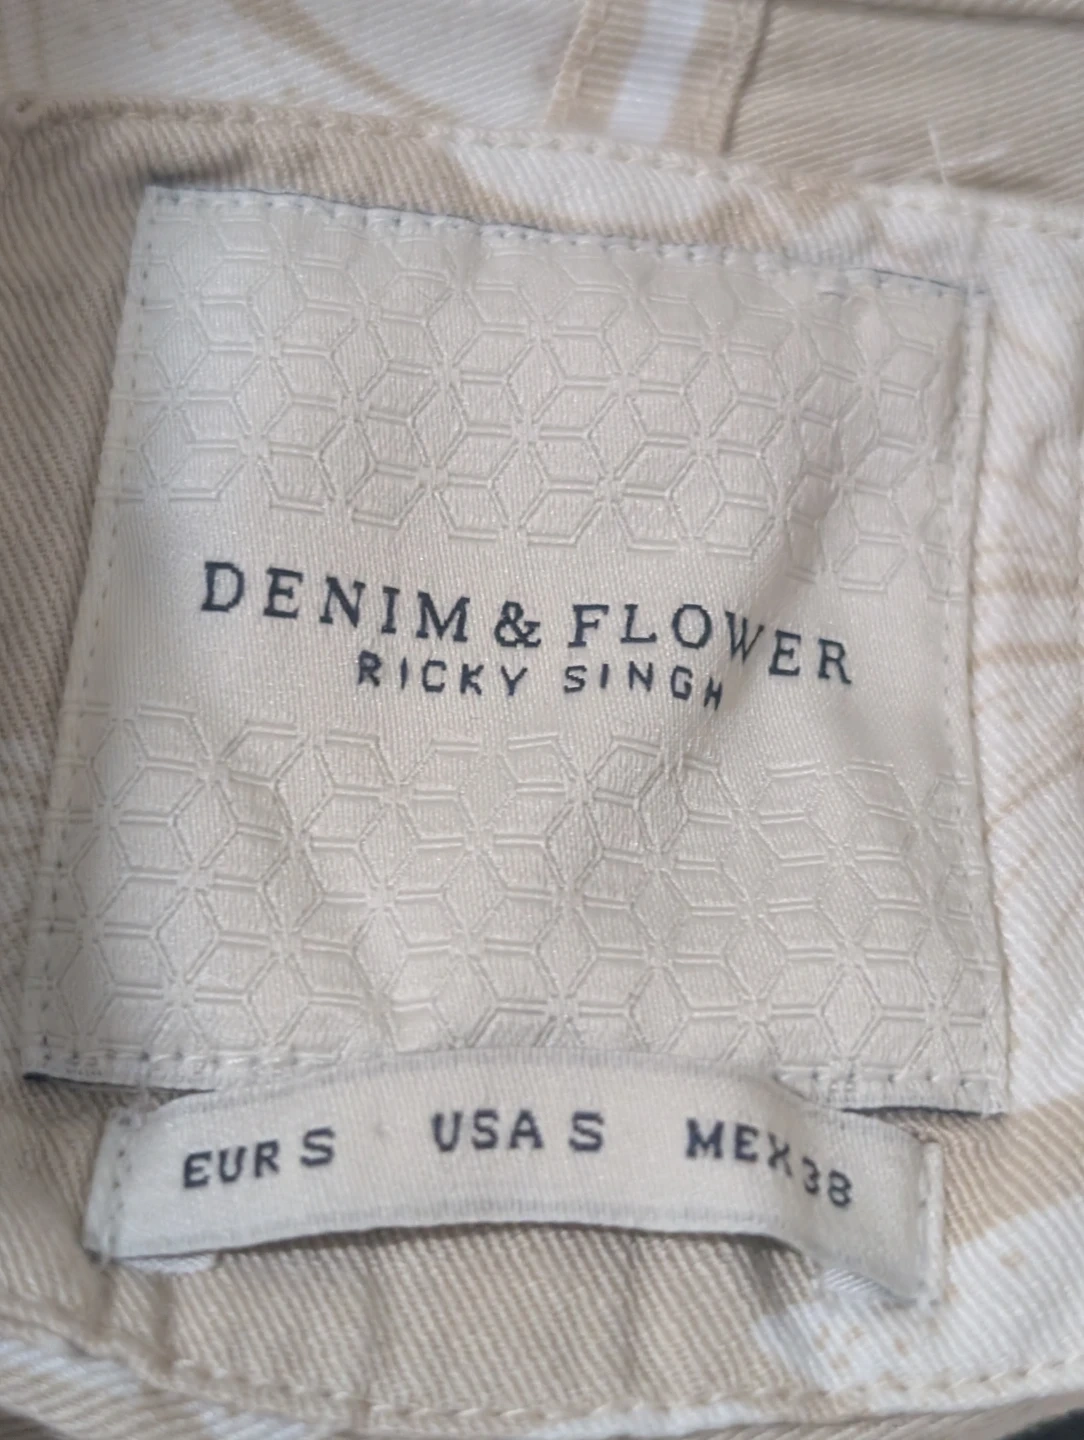 DENIM & FLOWER
RICKY SINGH
EUR S USA S MEX 38